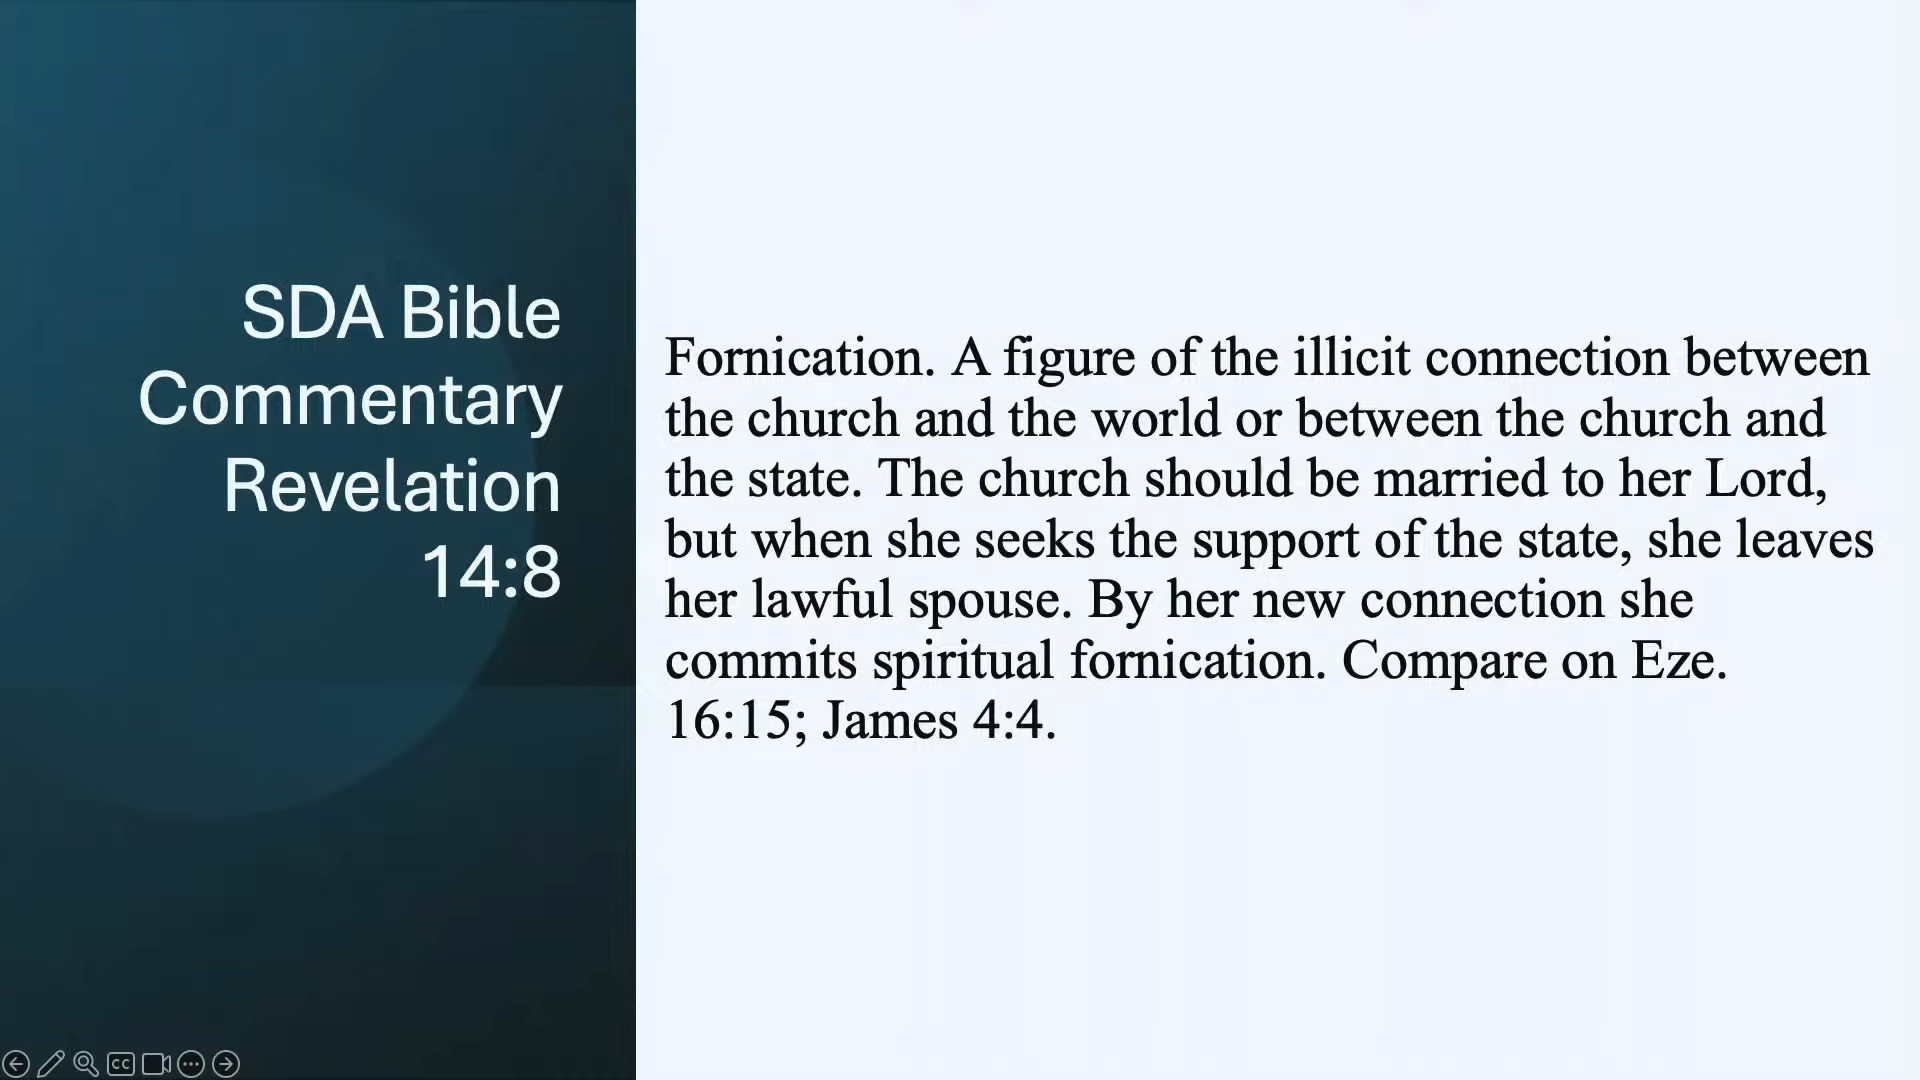 SDA Bible
Commentary
Revelation
14:8
Fornication. A figure of the illicit connection between
the church and the world or between the church and
the state. The church should be married to her Lord,
but when she seeks the support of the state, she leaves
her lawful spouse. By her new connection she
commits spiritual fornication. Compare on Eze.
16:15; James 4:4.
CC